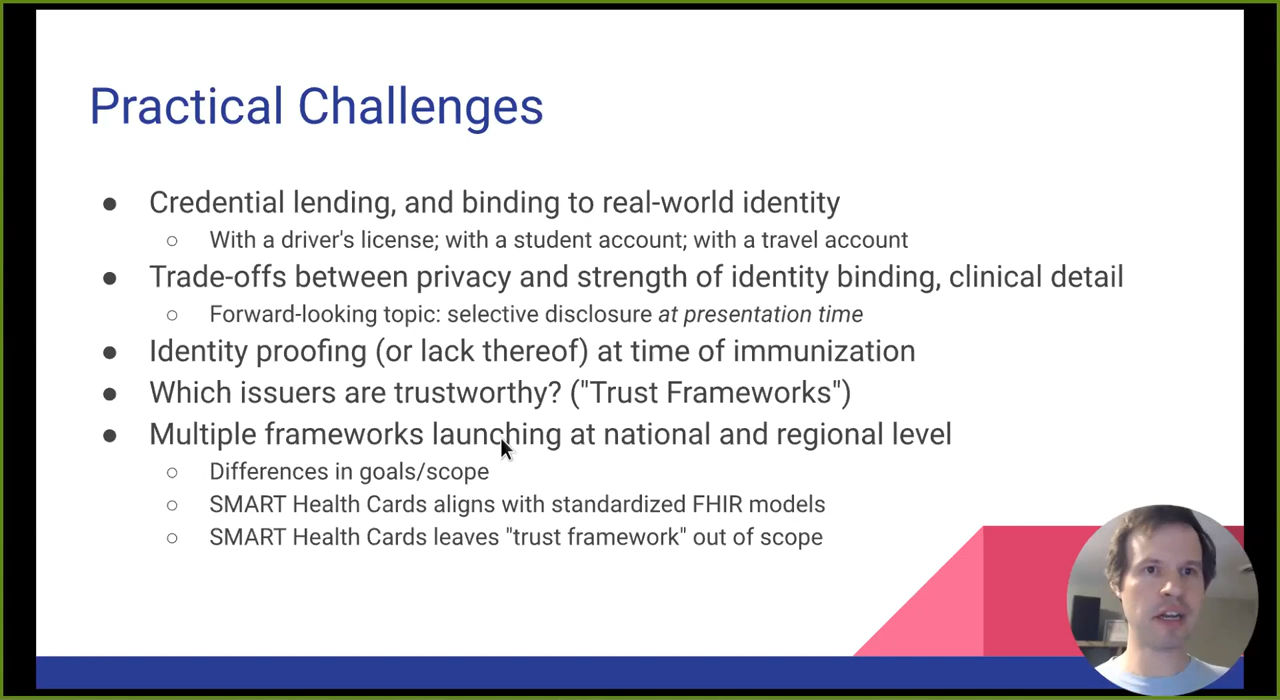 Practical Challenges
● Credential lending, and binding to real-world identity
○ With a driver's license; with a student account; with a travel account
● Trade-offs between privacy and strength of identity binding, clinical detail
○ Forward-looking topic: selective disclosure at presentation time
● Identity proofing (or lack thereof) at time of immunization
● Which issuers are trustworthy? ("Trust Frameworks")
● Multiple frameworks launching at national and regional level
○ Differences in goals/scope
○ SMART Health Cards aligns with standardized FHIR models
○ SMART Health Cards leaves "trust framework" out of scope